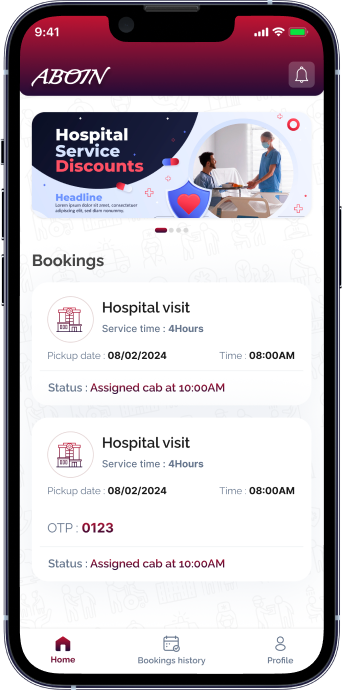 9:41
ABOIN
Hospital
Service
Discounts
Headline
Lorem ipsum dolor sit amet, consectetuer
adipiscing elit, sed diam nonummy.
Bookings
Hospital visit
Service time : 4Hours
Pickup date : 08/02/2024 Time : 08:00AM
Status : Assigned cab at 10:00AM
Hospital visit
Service time : 4Hours
Pickup date : 08/02/2024 Time : 08:00AM
OTP : 0123
Status : Assigned cab at 10:00AM
Home Bookings history Profile